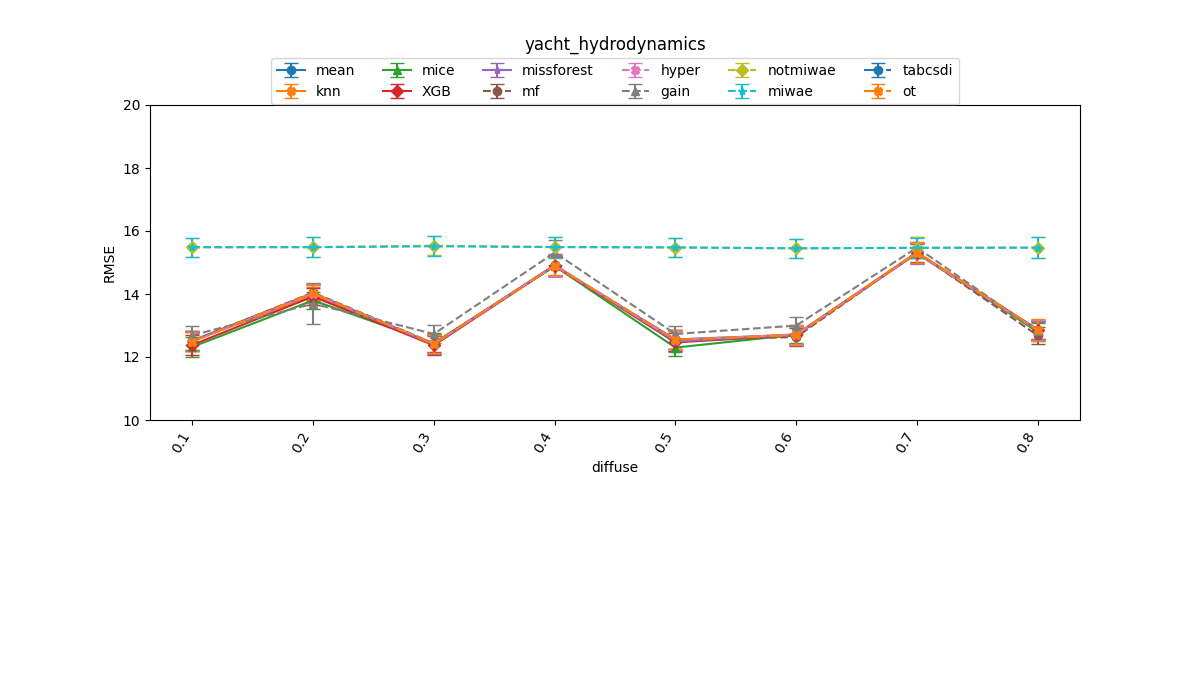 yacht_hydrodynamics
mean mice missforest hyper notmiwae tabcsdi
knn XGB mf gain miwae ot
20
18
16
14
12
10
RMSE
0.1 0.2 0.3 0.4 0.5 0.6 0.7 0.8
diffuse